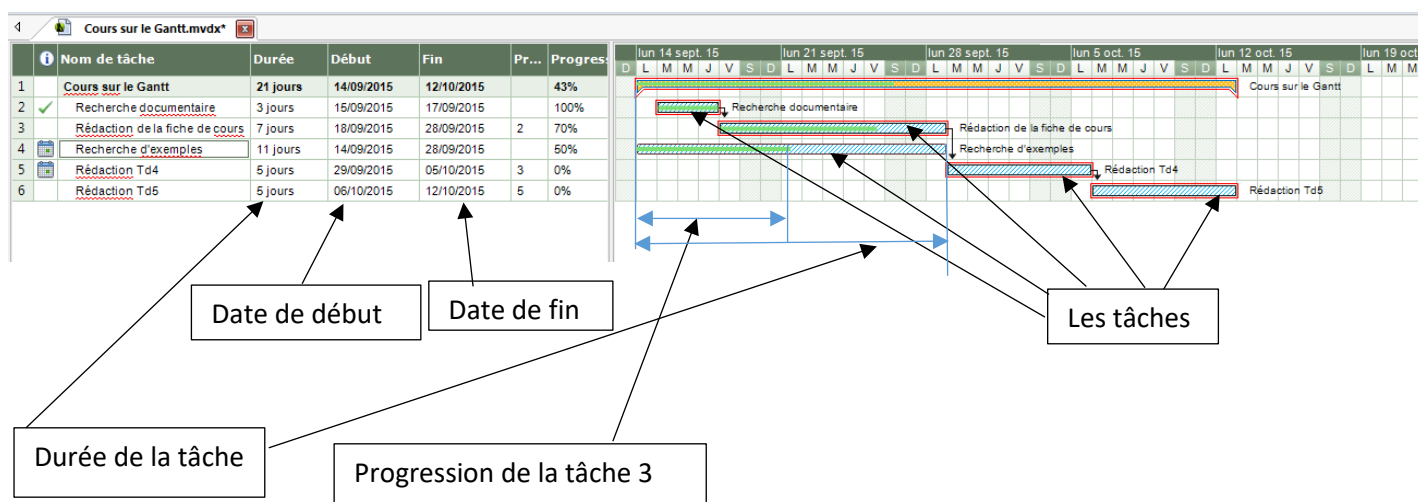 Cours sur le Gantt.mvdx*
Nom de tâche Durée Début Fin Pr... Progress
1 Cours sur le Gantt 21 jours 14/09/2015 12/10/2015 43%
2 Recherche documentaire 3 jours 15/09/2015 17/09/2015 100%
3 Rédaction de la fiche de cours 7 jours 18/09/2015 28/09/2015 2 70%
4 Recherche d'exemples 11 jours 14/09/2015 28/09/2015 50%
5 Rédaction Td4 5 jours 29/09/2015 05/10/2015 3 0%
6 Rédaction Td5 5 jours 06/10/2015 12/10/2015 5 0%
lun 14 sept. 15 lun 21 sept. 15 lun 28 sept. 15 lun 5 oct. 15 lun 12 oct. 15 lun 19 oct
D L M M J V S D L M M J V S D L M M J V S D L M M J V S D L M M J V S D L M M
Cours sur le Gantt
Recherche documentaire
Rédaction de la fiche de cours
Recherche d'exemples
Rédaction Td4
Rédaction Td5
Date de début
Date de fin
Les tâches
Durée de la tâche
Progression de la tâche 3